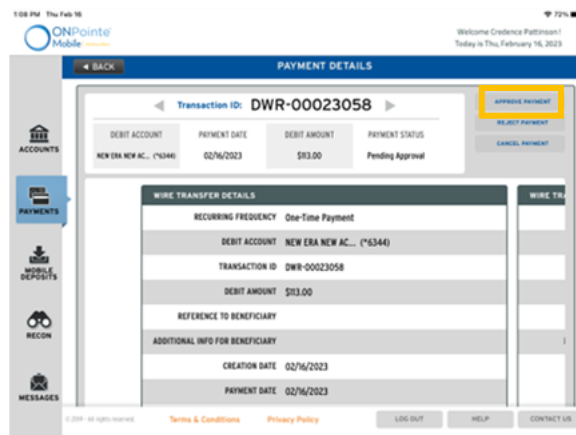 1:08 PM Thu Feb 16
72%
ONPointe
Mobile
Welcome Credence Pattinson!
Today is Thu, February 16, 2023
BACK
PAYMENT DETAILS
Transaction ID: DWR-00023058
APPROVE PAYMENT
REJECT PAYMENT
CANCEL PAYMENT
DEBIT ACCOUNT PAYMENT DATE DEBIT AMOUNT PAYMENT STATUS
NEW ERA NEW AC... (*6344) 02/16/2023 $113.00 Pending Approval
ACCOUNTS
PAYMENTS
MOBILE
DEPOSITS
RECON
MESSAGES
WIRE TRANSFER DETAILS
WIRE TRA
RECURRING FREQUENCY One-Time Payment
DEBIT ACCOUNT NEW ERA NEW AC... (*6344)
TRANSACTION ID DWR-00023058
DEBIT AMOUNT $113.00
REFERENCE TO BENEFICIARY
ADDITIONAL INFO FOR BENEFICIARY
CREATION DATE 02/16/2023
PAYMENT DATE 02/16/2023
© 2019 - All rights reserved. Terms & Conditions Privacy Policy LOG OUT HELP CONTACT US